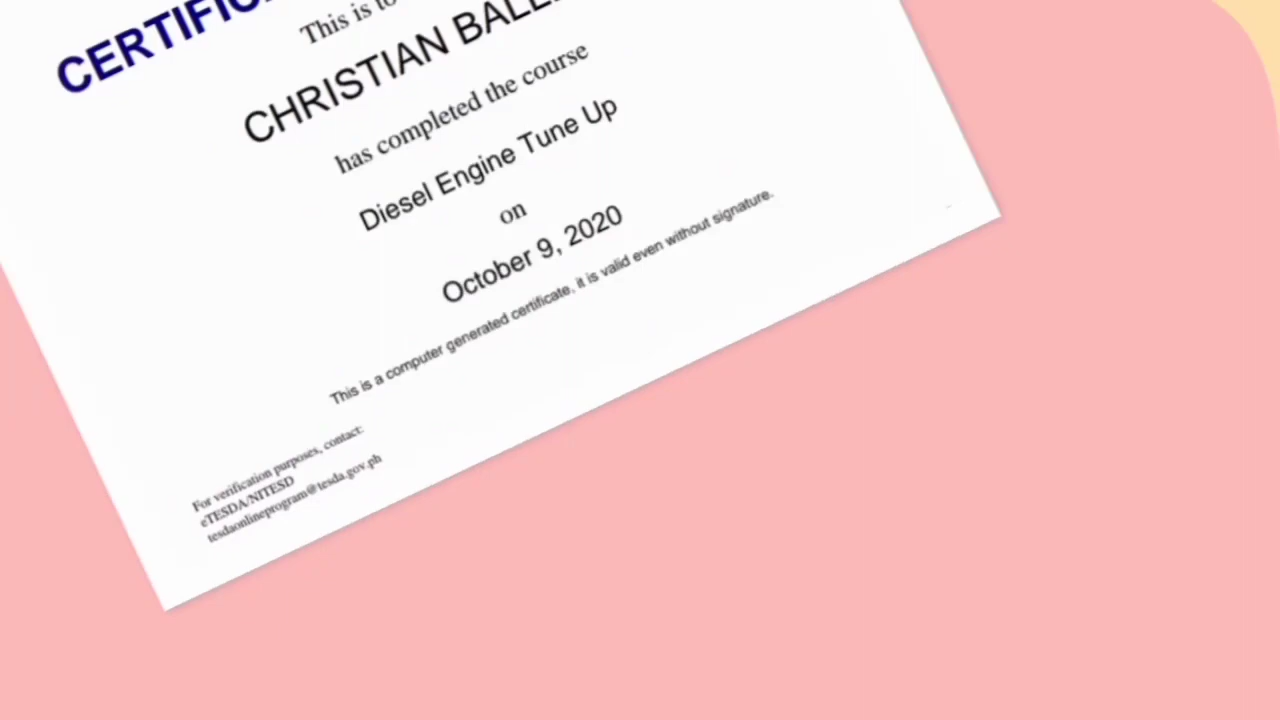 This is to
CHRISTIAN
has completed the course
Diesel Engine Tune Up
on
October 9, 2020
This is a computer generated certificate, it is valid even without signature.
For verification purposes, contact:
eTESDA/NITESD
tesdaonlineprogram@tesda.gov.ph